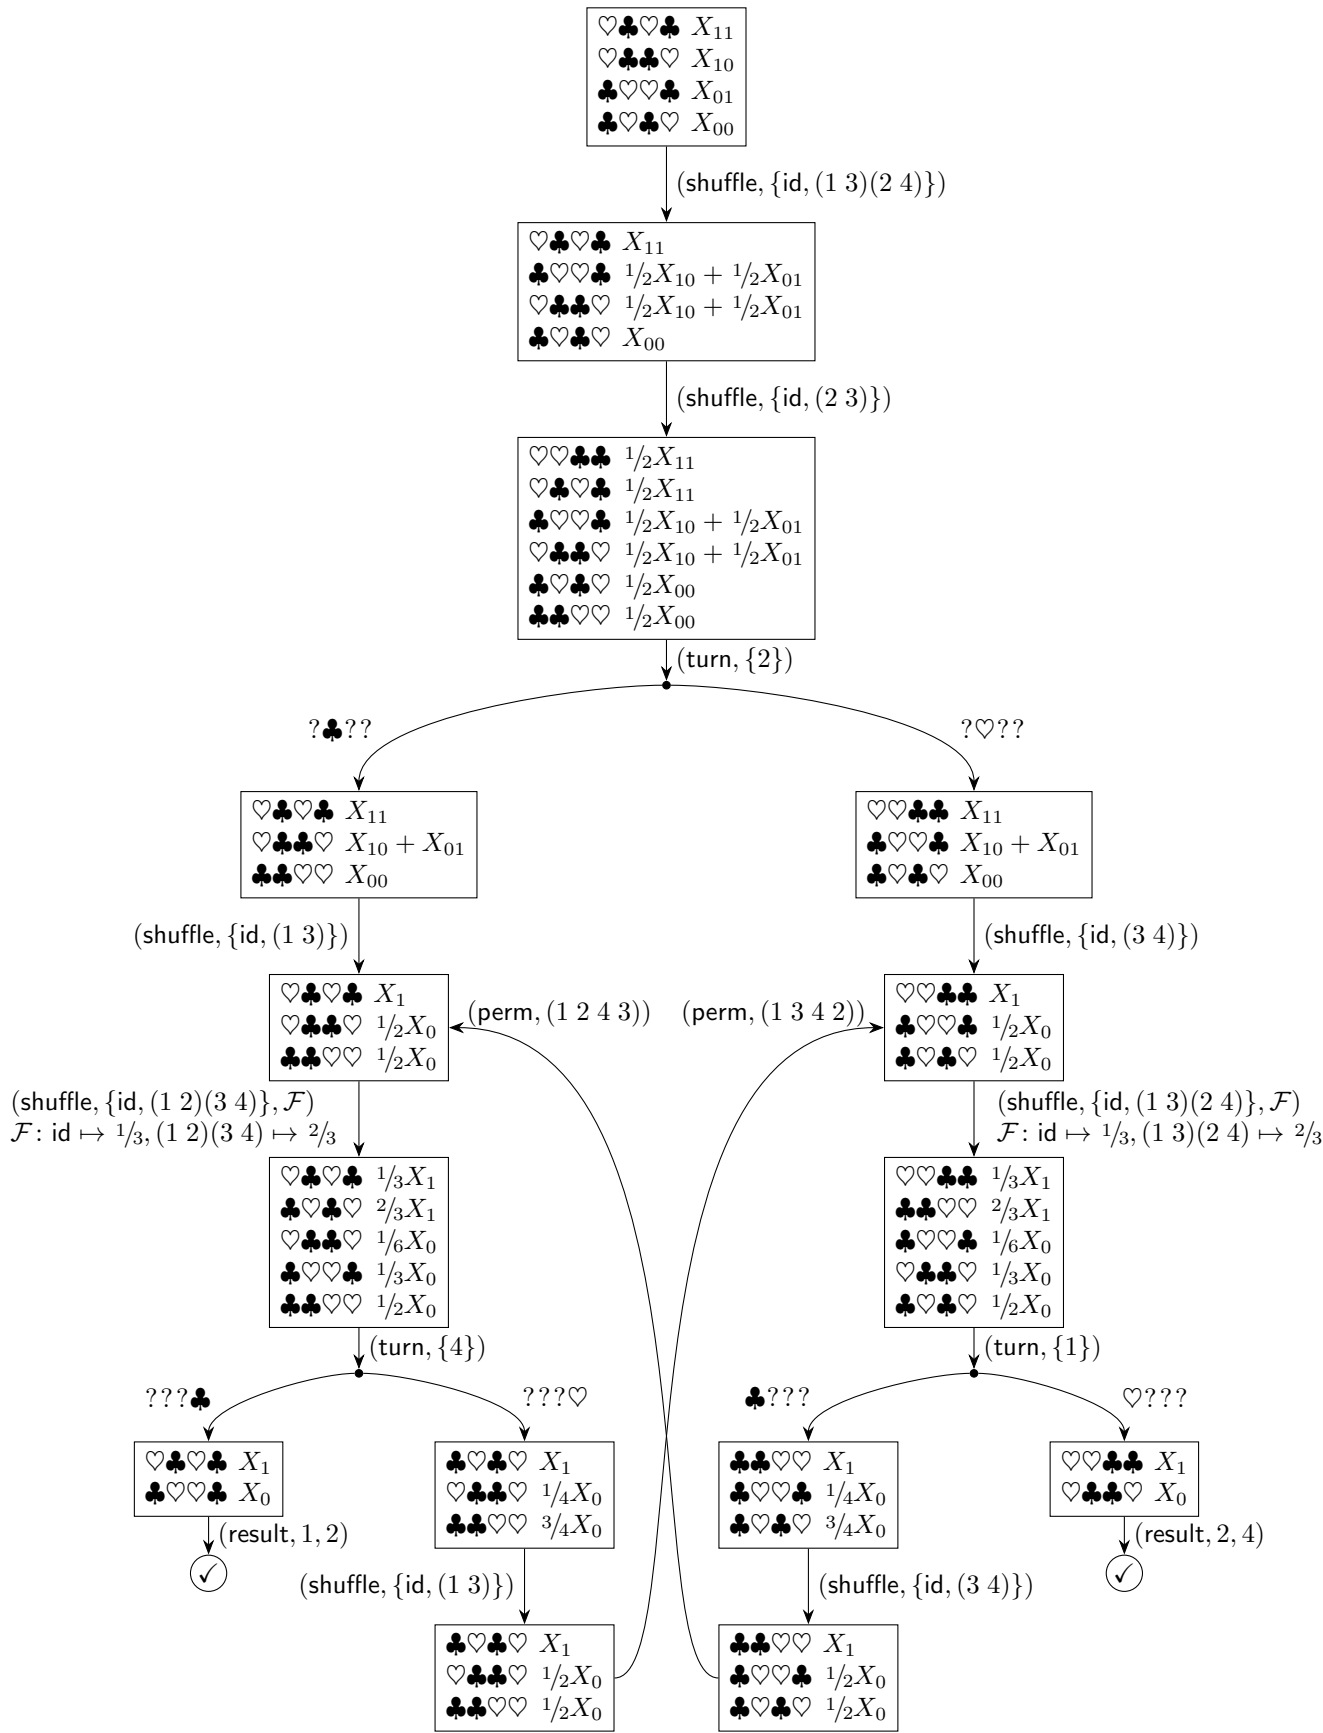 ♡♣♡♣ X₁₁
♡♣♣♡ X₁₀
♣♡♡♣ X₀₁
♣♡♣♡ X₀₀
(shuffle, {id, (1 3)(2 4)})
♡♣♡♣ X₁₁
♣♡♡♣ 1/2X₁₀ + 1/2X₀₁
♡♣♣♡ 1/2X₁₀ + 1/2X₀₁
♣♡♣♡ X₀₀
(shuffle, {id, (2 3)})
♡♡♣♣ 1/2X₁₁
♡♣♡♣ 1/2X₁₁
♣♡♡♣ 1/2X₁₀ + 1/2X₀₁
♡♣♣♡ 1/2X₁₀ + 1/2X₀₁
♣♡♣♡ 1/2X₀₀
♣♣♡♡ 1/2X₀₀
(turn, {2})
?♣??
?♡??
♡♣♡♣ X₁₁
♡♣♣♡ X₁₀ + X₀₁
♣♣♡♡ X₀₀
♡♡♣♣ X₁₁
♣♡♡♣ X₁₀ + X₀₁
♣♡♣♡ X₀₀
(shuffle, {id, (1 3)})
(shuffle, {id, (3 4)})
♡♣♡♣ X₁
♡♣♣♡ 1/2X₀
♣♣♡♡ 1/2X₀
(perm, (1 2 4 3))
(perm, (1 3 4 2))
♡♡♣♣ X₁
♣♡♡♣ 1/2X₀
♣♡♣♡ 1/2X₀
(shuffle, {id, (1 2)(3 4)}, ℱ)
ℱ: id ↦ 1/3, (1 2)(3 4) ↦ 2/3
(shuffle, {id, (1 3)(2 4)}, ℱ)
ℱ: id ↦ 1/3, (1 3)(2 4) ↦ 2/3
♡♣♡♣ 1/3X₁
♣♡♣♡ 2/3X₁
♡♣♣♡ 1/6X₀
♣♡♡♣ 1/3X₀
♣♣♡♡ 1/2X₀
♡♡♣♣ 1/3X₁
♣♣♡♡ 2/3X₁
♣♡♡♣ 1/6X₀
♡♣♣♡ 1/3X₀
♣♡♣♡ 1/2X₀
(turn, {4})
(turn, {1})
???♣
???♡
♣???
♡???
♡♣♡♣ X₁
♣♡♡♣ X₀
♣♡♣♡ X₁
♡♣♣♡ 1/4X₀
♣♣♡♡ 3/4X₀
♣♣♡♡ X₁
♣♡♡♣ 1/4X₀
♣♡♣♡ 3/4X₀
♡♡♣♣ X₁
♡♣♣♡ X₀
(result, 1, 2)
(result, 2, 4)
✓
✓
(shuffle, {id, (1 3)})
(shuffle, {id, (3 4)})
♣♡♣♡ X₁
♡♣♣♡ 1/2X₀
♣♣♡♡ 1/2X₀
♣♣♡♡ X₁
♣♡♡♣ 1/2X₀
♣♡♣♡ 1/2X₀